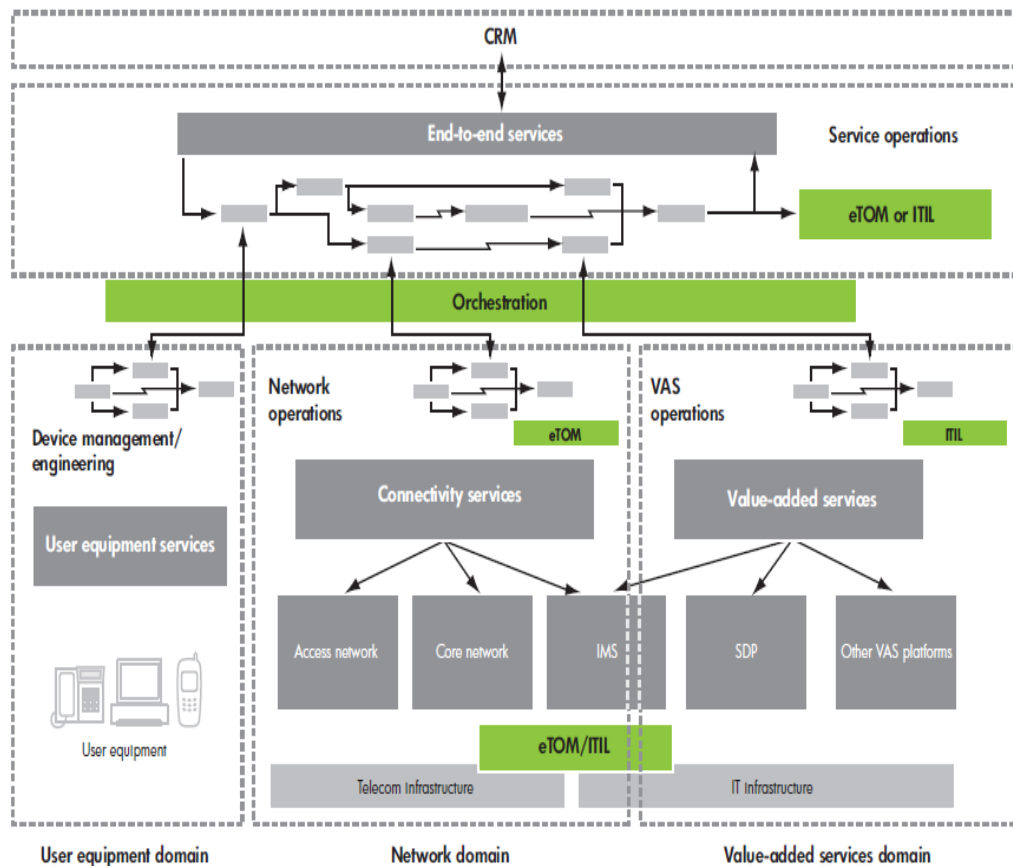 CRM
End-to-end services
Service operations
eTOM or ITIL
Orchestration
Device management/
engineering
User equipment services
User equipment
Network
operations
eTOM
Connectivity services
Access network
Core network
IMS
VAS
operations
ITIL
Value-added services
SDP
Other VAS platforms
eTOM/ITIL
Telecom infrastructure
IT infrastructure
User equipment domain
Network domain
Value-added services domain